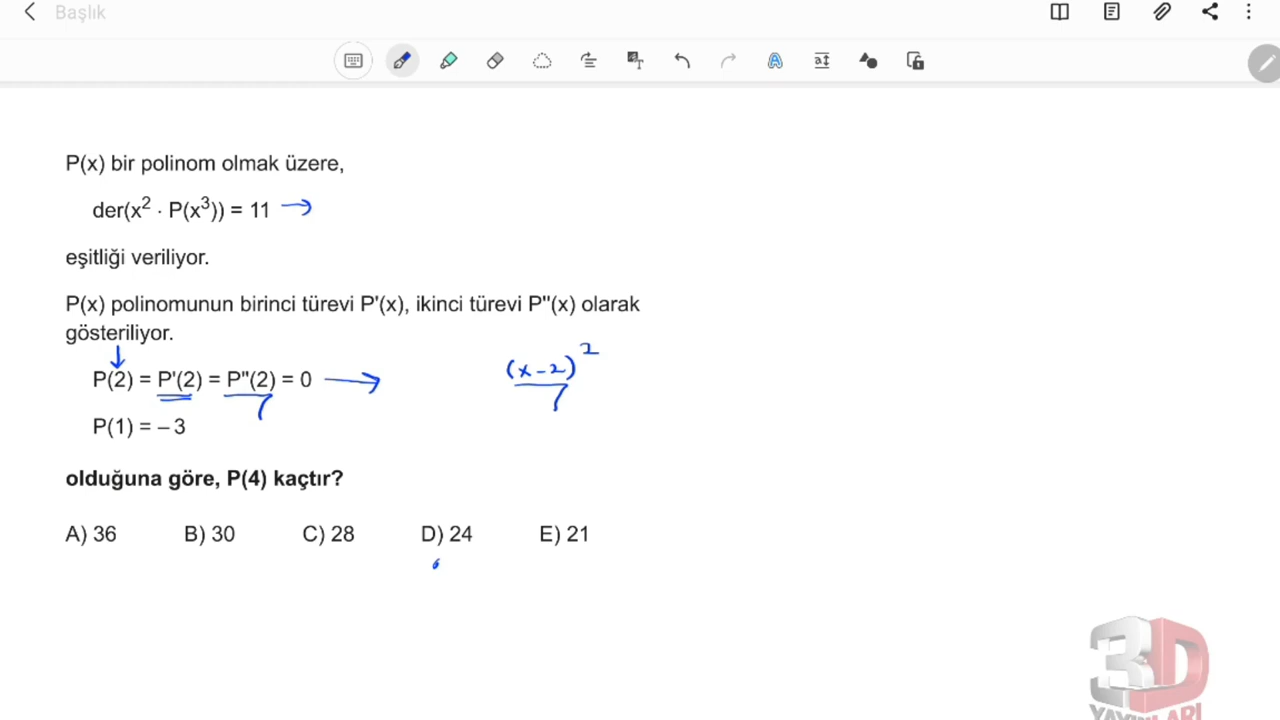 Başlık
P(x) bir polinom olmak üzere,
der(x² · P(x³)) = 11 →
eşitliği veriliyor.
P(x) polinomunun birinci türevi P'(x), ikinci türevi P''(x) olarak
gösteriliyor.
(x-2)²
P(2) = P'(2) = P''(2) = 0 →
P(1) = – 3
olduğuna göre, P(4) kaçtır?
A) 36 B) 30 C) 28 D) 24 E) 21
3D
YAYINLARI